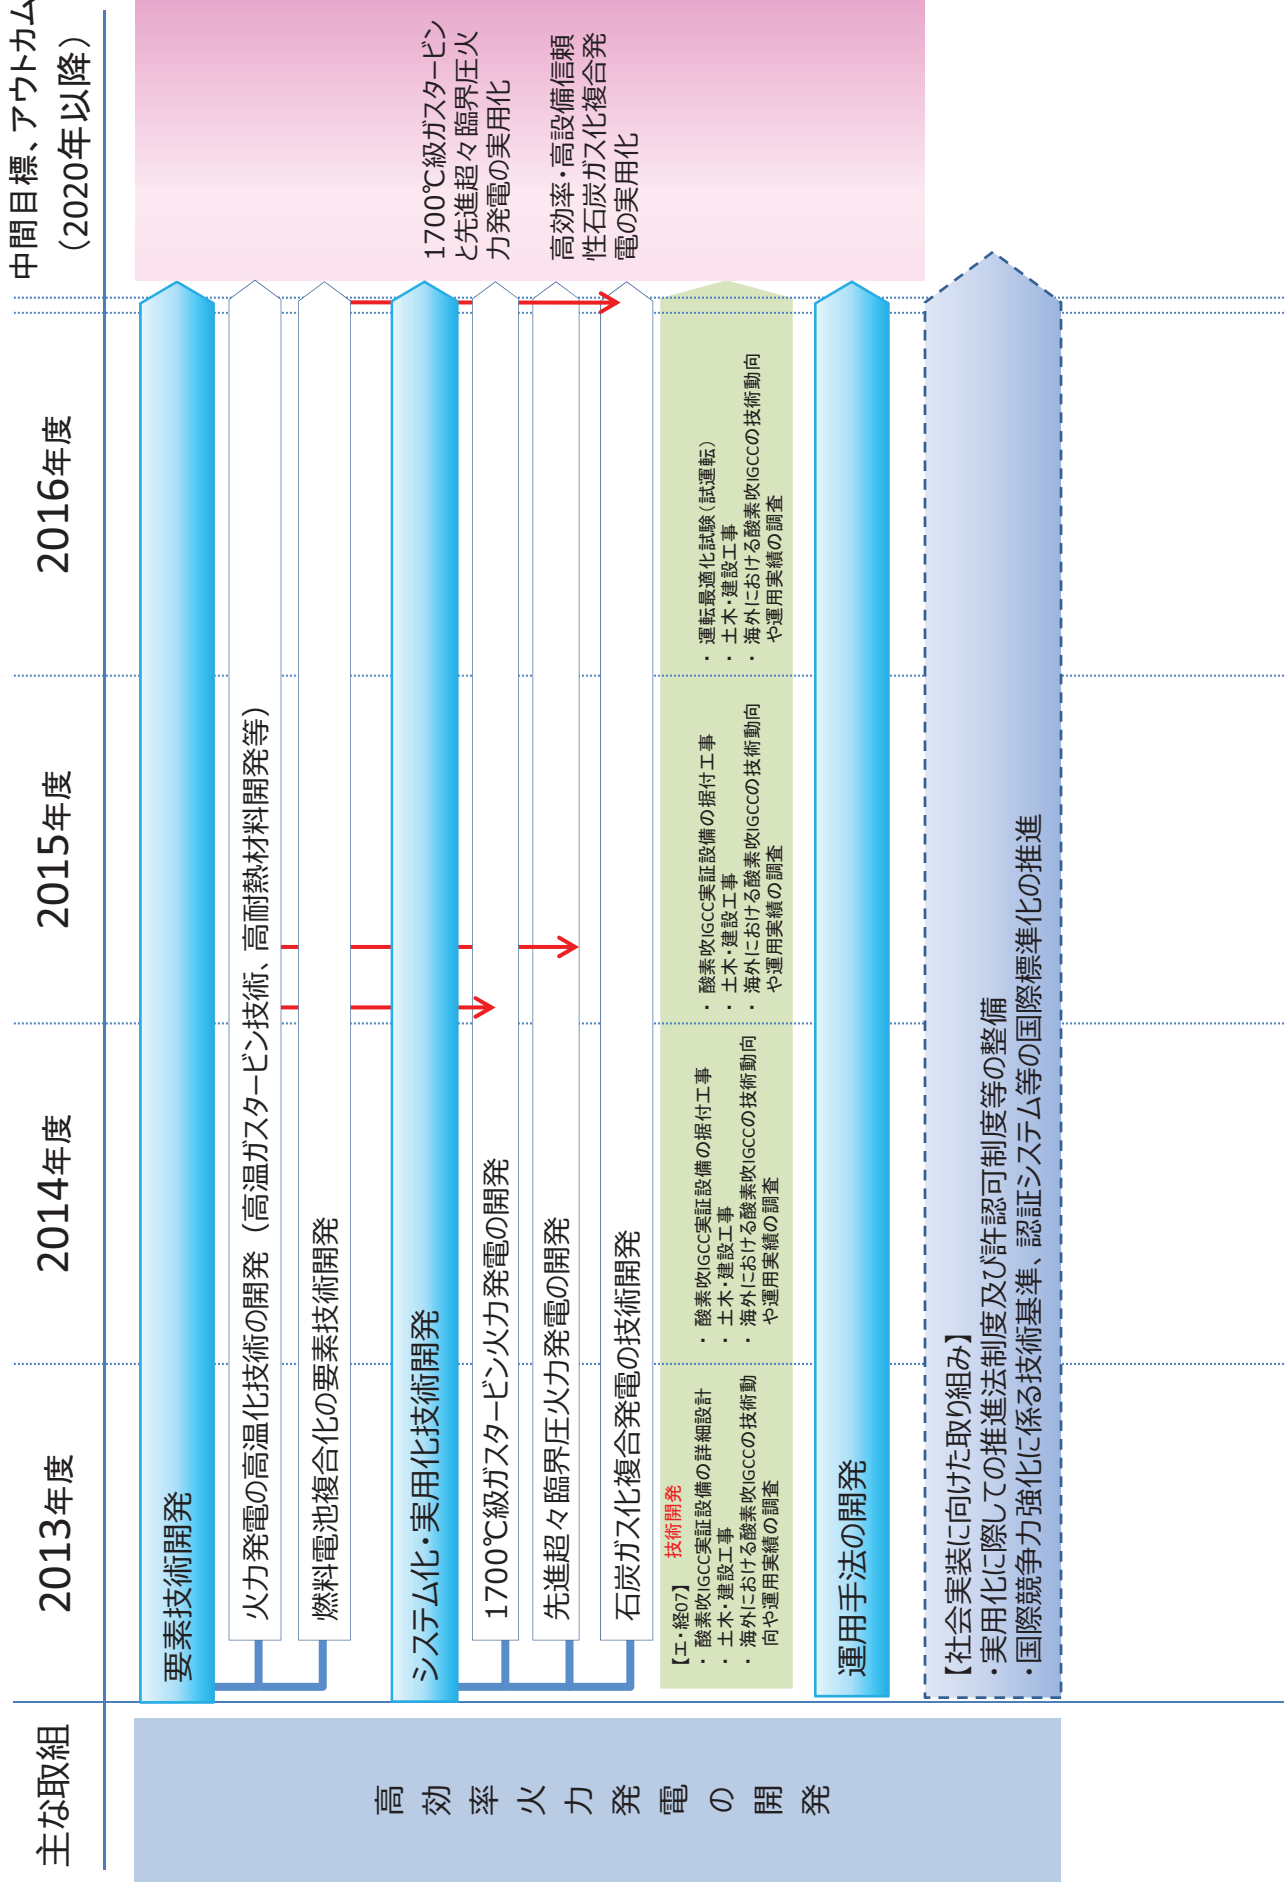 主な取組
2013年度
2014年度
2015年度
2016年度
中間目標、アウトカム
（2020年以降）
高効率火力発電の開発
要素技術開発
火力発電の高温化技術の開発（高温ガスタービン技術、高耐熱材料開発等）
燃料電池複合化の要素技術開発
システム化・実用化技術開発
1700℃級ガスタービン火力発電の開発
先進超々臨界圧火力発電の開発
石炭ガス化複合発電の技術開発
1700℃級ガスタービン
と先進超々臨界圧火
力発電の実用化
高効率・高設備信頼
性石炭ガス化複合発
電の実用化
【エ・経07】 技術開発
・ 酸素吹IGCC実証設備の詳細設計
・ 土木・建設工事
・ 海外における酸素吹IGCCの技術動
向や運用実績の調査
・ 酸素吹IGCC実証設備の据付工事
・ 土木・建設工事
・ 海外における酸素吹IGCCの技術動向
や運用実績の調査
・ 酸素吹IGCC実証設備の据付工事
・ 土木・建設工事
・ 海外における酸素吹IGCCの技術動向
や運用実績の調査
・ 運転最適化試験（試運転）
・ 土木・建設工事
・ 海外における酸素吹IGCCの技術動向
や運用実績の調査
運用手法の開発
【社会実装に向けた取り組み】
・実用化に際しての推進法制度及び許認可制度等の整備
・国際競争力強化に係る技術基準、認証システム等の国際標準化の推進